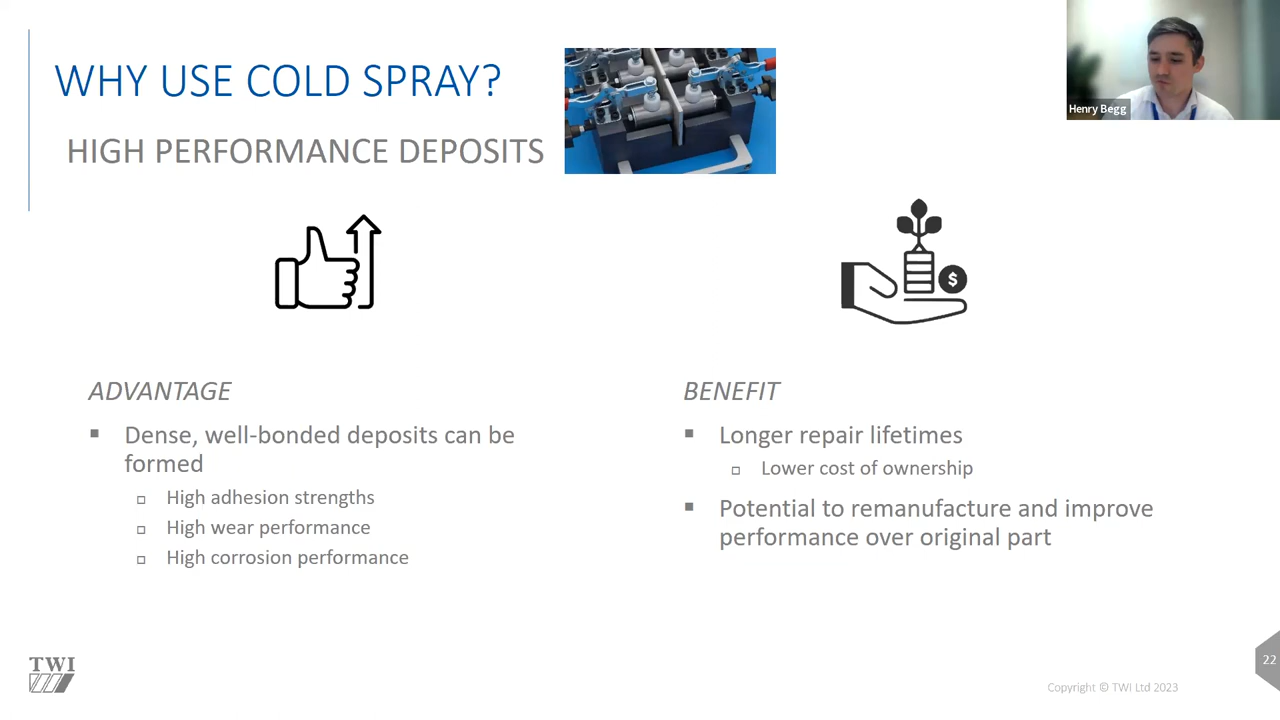 WHY USE COLD SPRAY?
HIGH PERFORMANCE DEPOSITS
Henry Begg
$
ADVANTAGE
▪ Dense, well-bonded deposits can be
formed
▫ High adhesion strengths
▫ High wear performance
▫ High corrosion performance
BENEFIT
▪ Longer repair lifetimes
▫ Lower cost of ownership
▪ Potential to remanufacture and improve
performance over original part
TWI
22
Copyright © TWI Ltd 2023